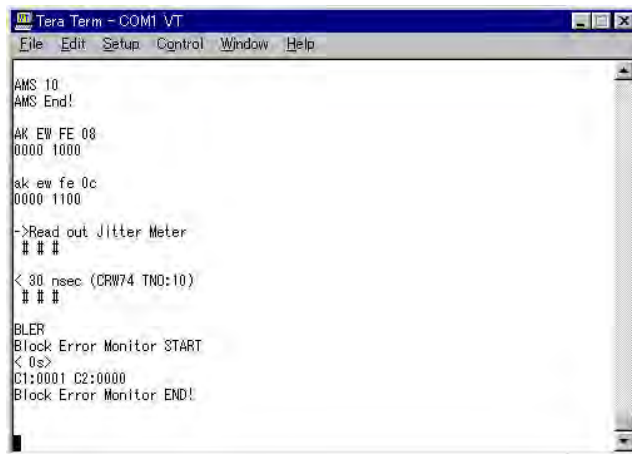 Tera Term - COM1 VT
File Edit Setup Control Window Help
AMS 10
AMS End!
AK EW FE 08
0000 1000
ak ew fe 0c
0000 1100
->Read out Jitter Meter
# # #
< 30 nsec (CRW74 TNO:10)
# # #
BLER
Block Error Monitor START
< 0s>
C1:0001 C2:0000
Block Error Monitor END!